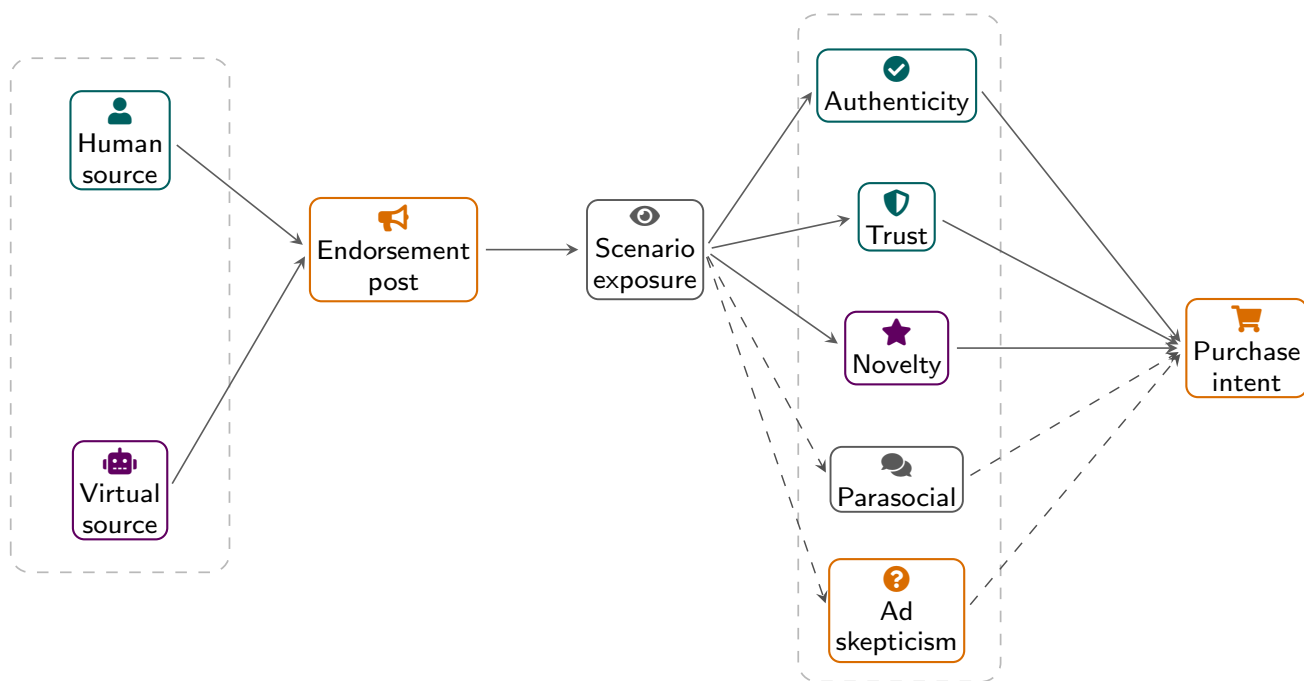 Human
source
Virtual
source
Endorsement
post
Scenario
exposure
Authenticity
Trust
Novelty
Parasocial
Ad
skepticism
Purchase
intent